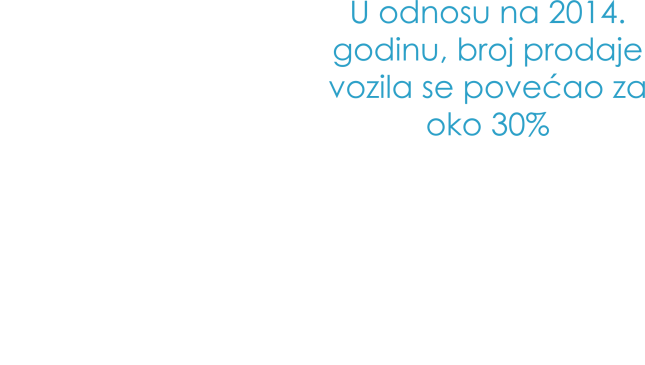 U odnosu na 2014.
godinu, broj prodaje
vozila se povećao za
oko 30%